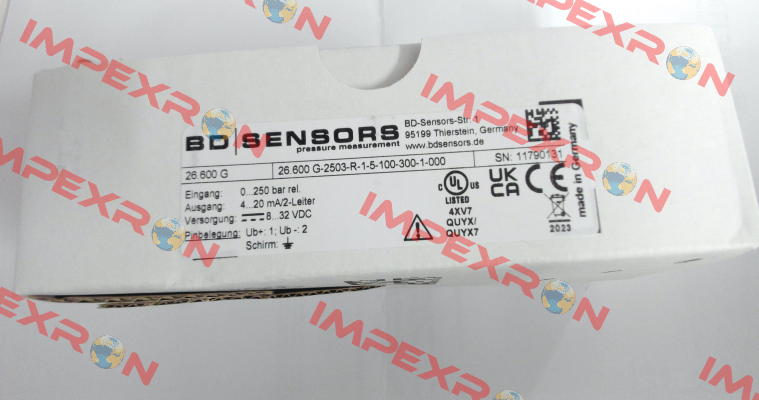 BD SENSORS
pressure measurement
BD-Sensors-Str. 1
95199 Thierstein, Germany
www.bdsensors.de
26.600 G
26.600 G-2503-R-1-5-100-300-1-000
SN: 11790131
Eingang: 0...250 bar rel.
Ausgang: 4...20 mA/2-Leiter
Versorgung: 8...32 VDC
Pinbelegung: Ub+: 1; Ub -: 2
Schirm:
C UL US
LISTED
4XV7
QUYX/
QUYX7
UK
CA
CE
2023
made in Germany
IMPEXRON
IMPEXRON
IMPEXRON
IMPEXRON
IMPEXRON
IMPEXRON
IMPEXRON